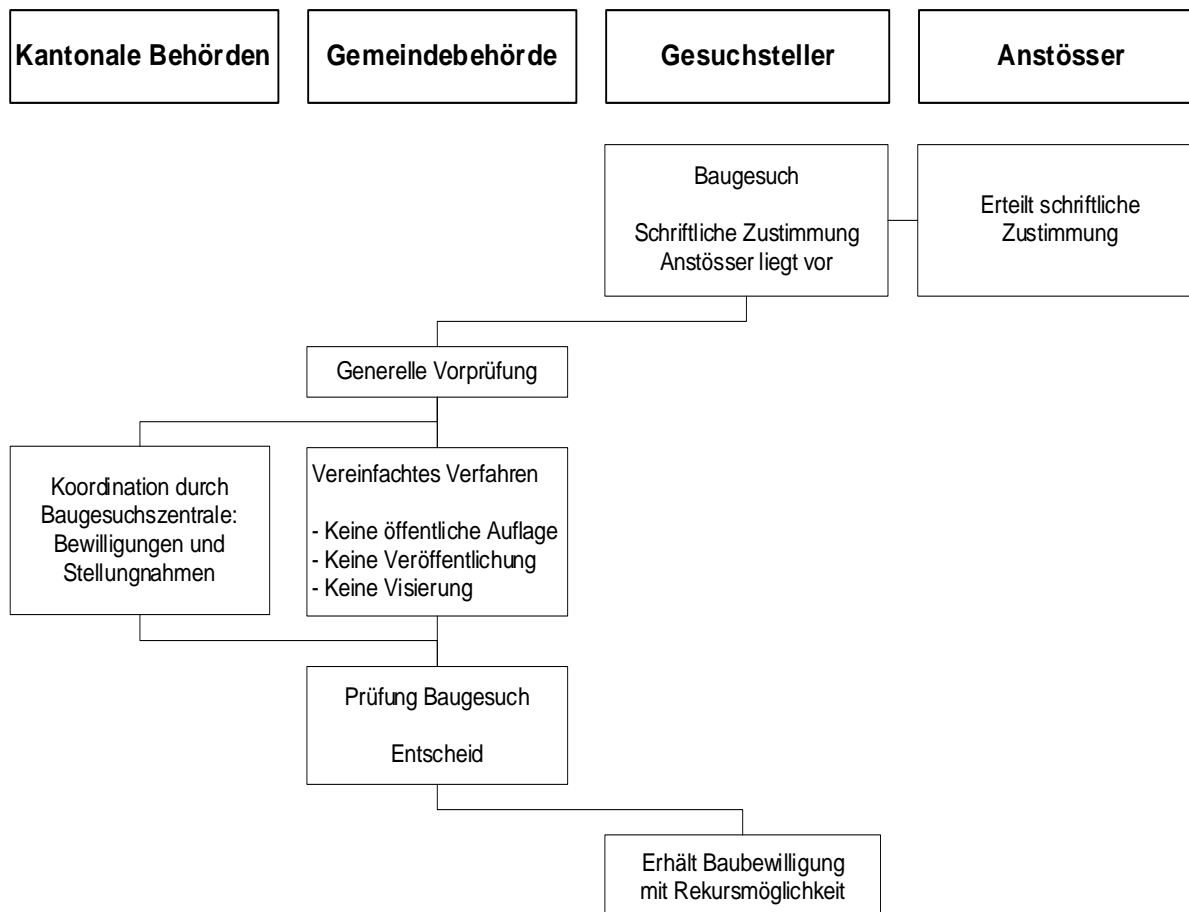 Kantonale Behörden
Gemeindebehörde
Gesuchsteller
Anstösser
Baugesuch
Schriftliche Zustimmung
Anstösser liegt vor
Erteilt schriftliche
Zustimmung
Generelle Vorprüfung
Koordination durch
Baugesuchszentrale:
Bewilligungen und
Stellungnahmen
Vereinfachtes Verfahren
- Keine öffentliche Auflage
- Keine Veröffentlichung
- Keine Visierung
Prüfung Baugesuch
Entscheid
Erhält Baubewilligung
mit Rekursmöglichkeit